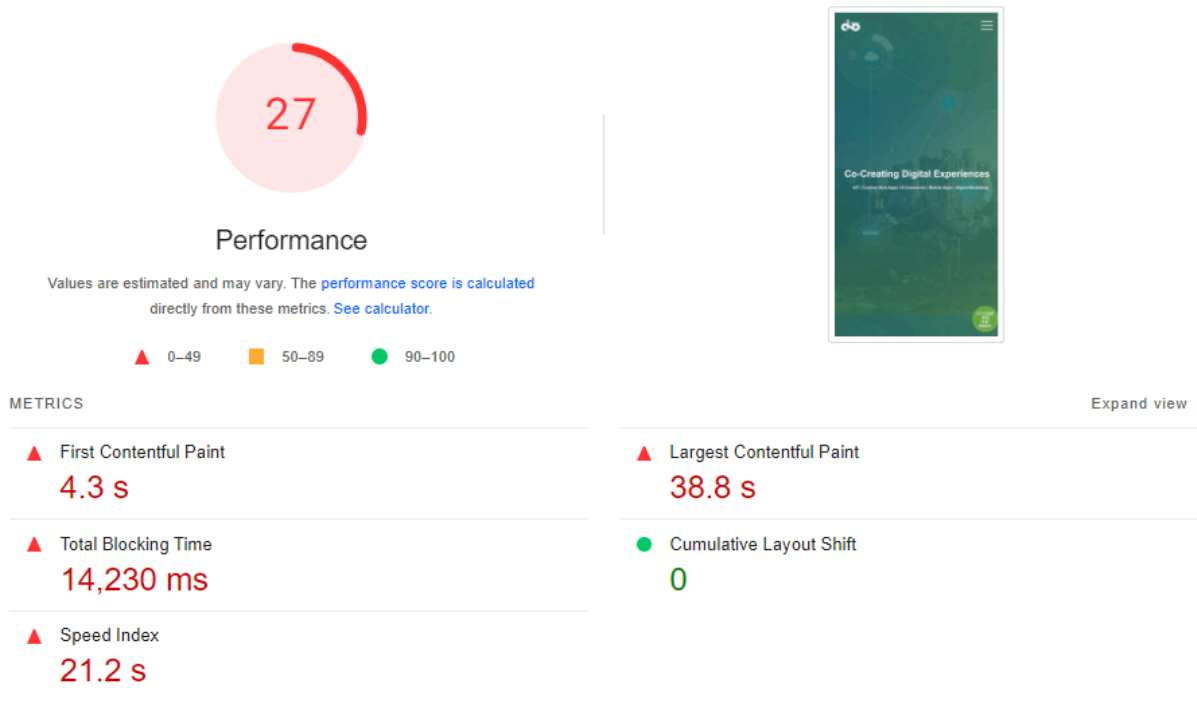 27
Performance
Values are estimated and may vary. The performance score is calculated
directly from these metrics. See calculator.
0–49 50–89 90–100
Co-Creating Digital Experiences
METRICS Expand view
First Contentful Paint
4.3 s
Largest Contentful Paint
38.8 s
Total Blocking Time
14,230 ms
Cumulative Layout Shift
0
Speed Index
21.2 s